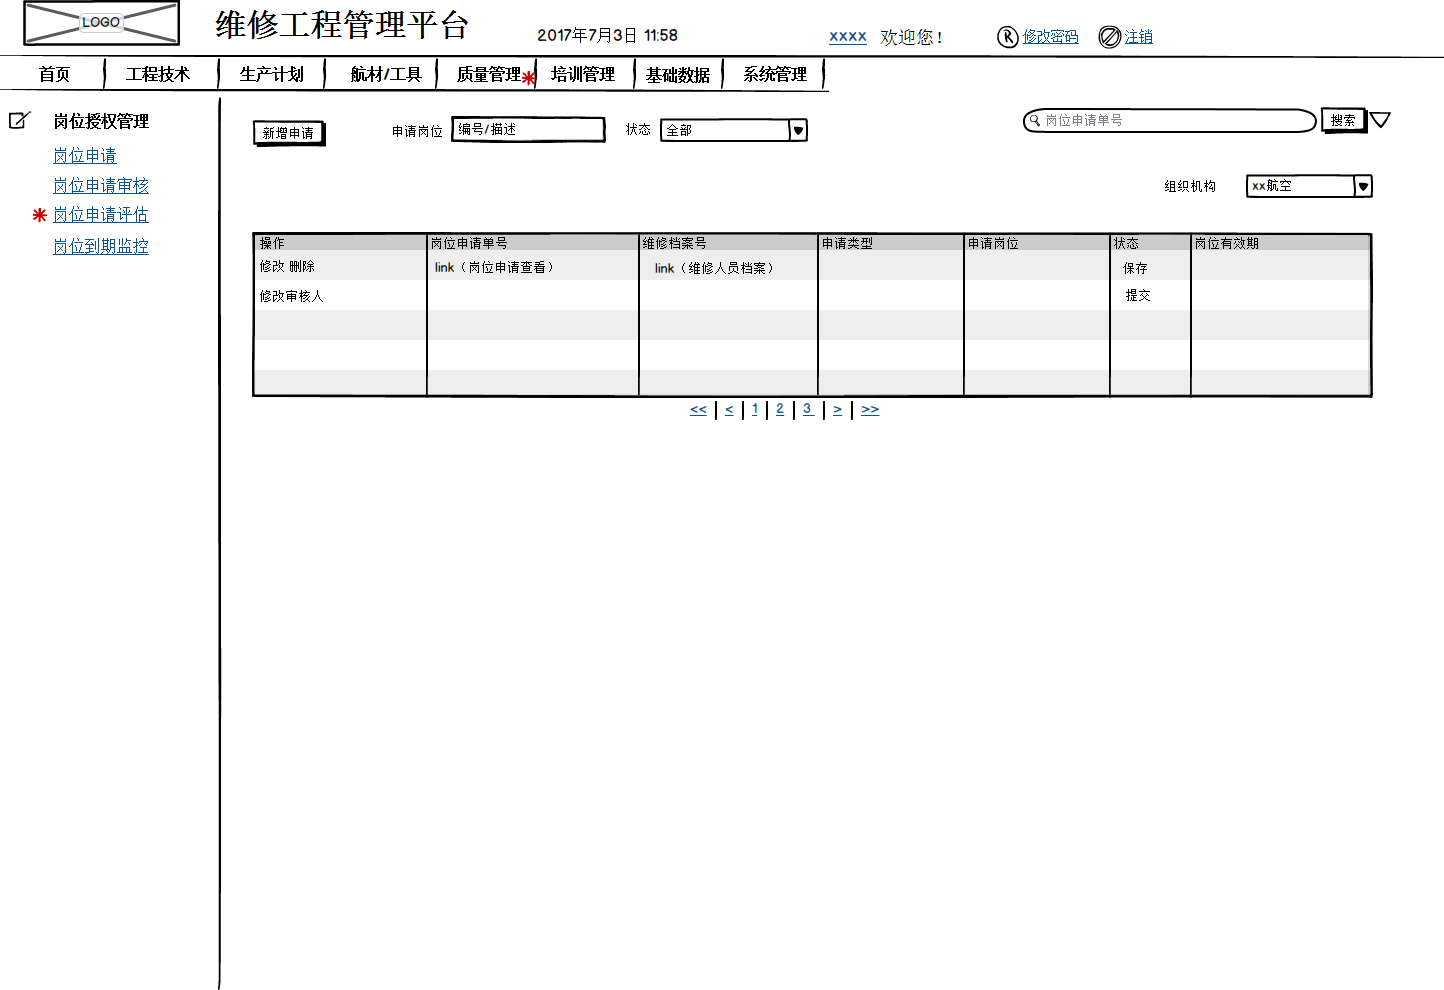 LOGO
维修工程管理平台
2017年7月3日 11:58
xxxx 欢迎您！
修改密码
注销
首页 工程技术 生产计划 航材/工具 质量管理 培训管理 基础数据 系统管理
岗位授权管理
岗位申请
岗位申请审核
岗位申请评估
岗位到期监控
新增申请 申请岗位 编号/描述 状态 全部 岗位申请单号 搜索
组织机构 xx航空
操作 岗位申请单号 维修档案号 申请类型 申请岗位 状态 岗位有效期
修改 删除 link（岗位申请查看） link（维修人员档案） 保存
修改审核人 提交
<< | < | 1 | 2 | 3 | > | >>